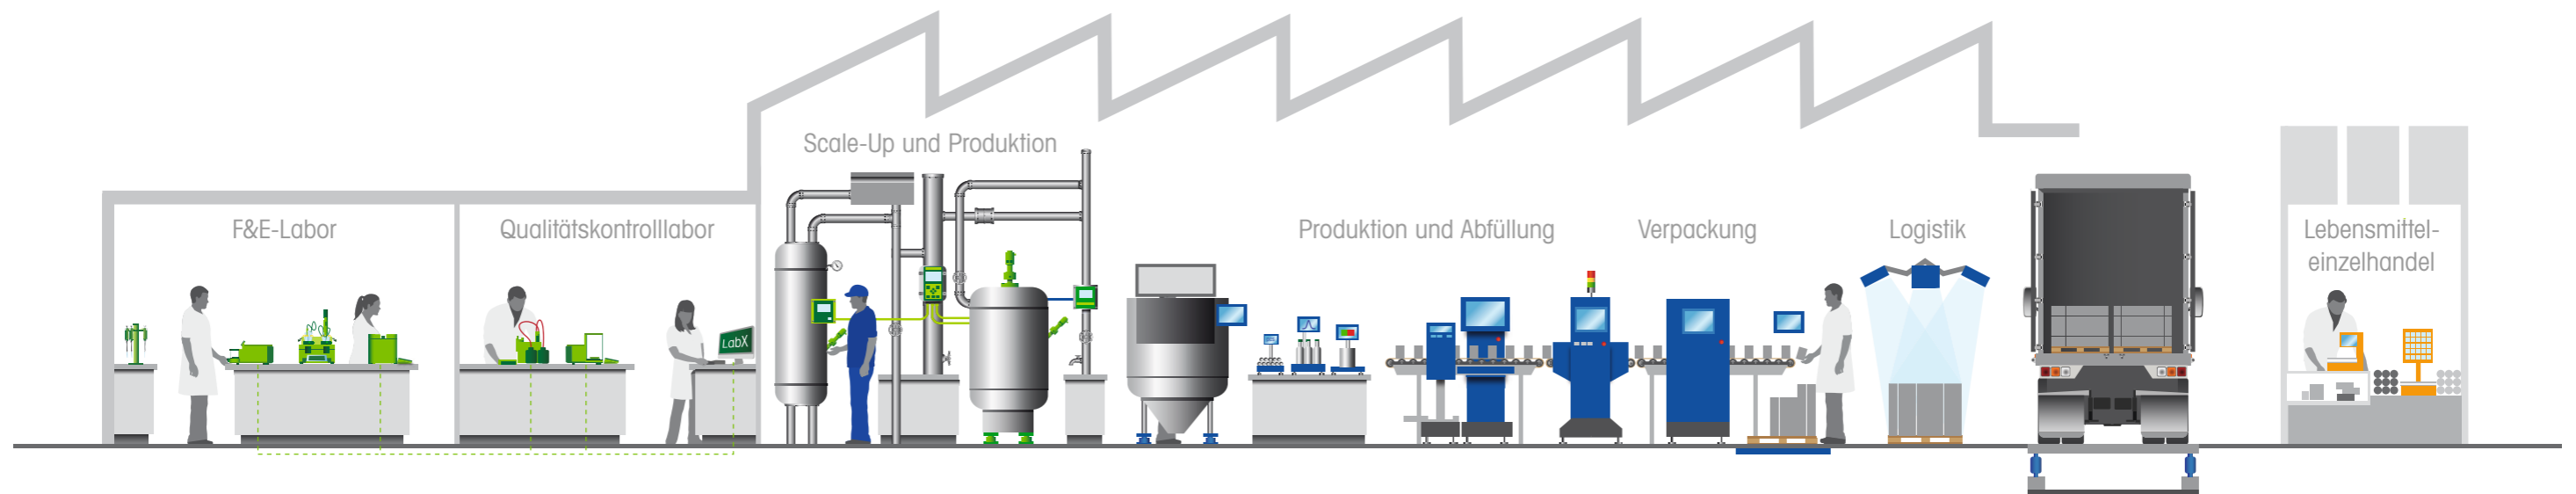 Scale-Up und Produktion
F&E-Labor
Qualitätskontrolllabor
Produktion und Abfüllung
Verpackung
Logistik
Lebensmittel-
einzelhandel
LabX